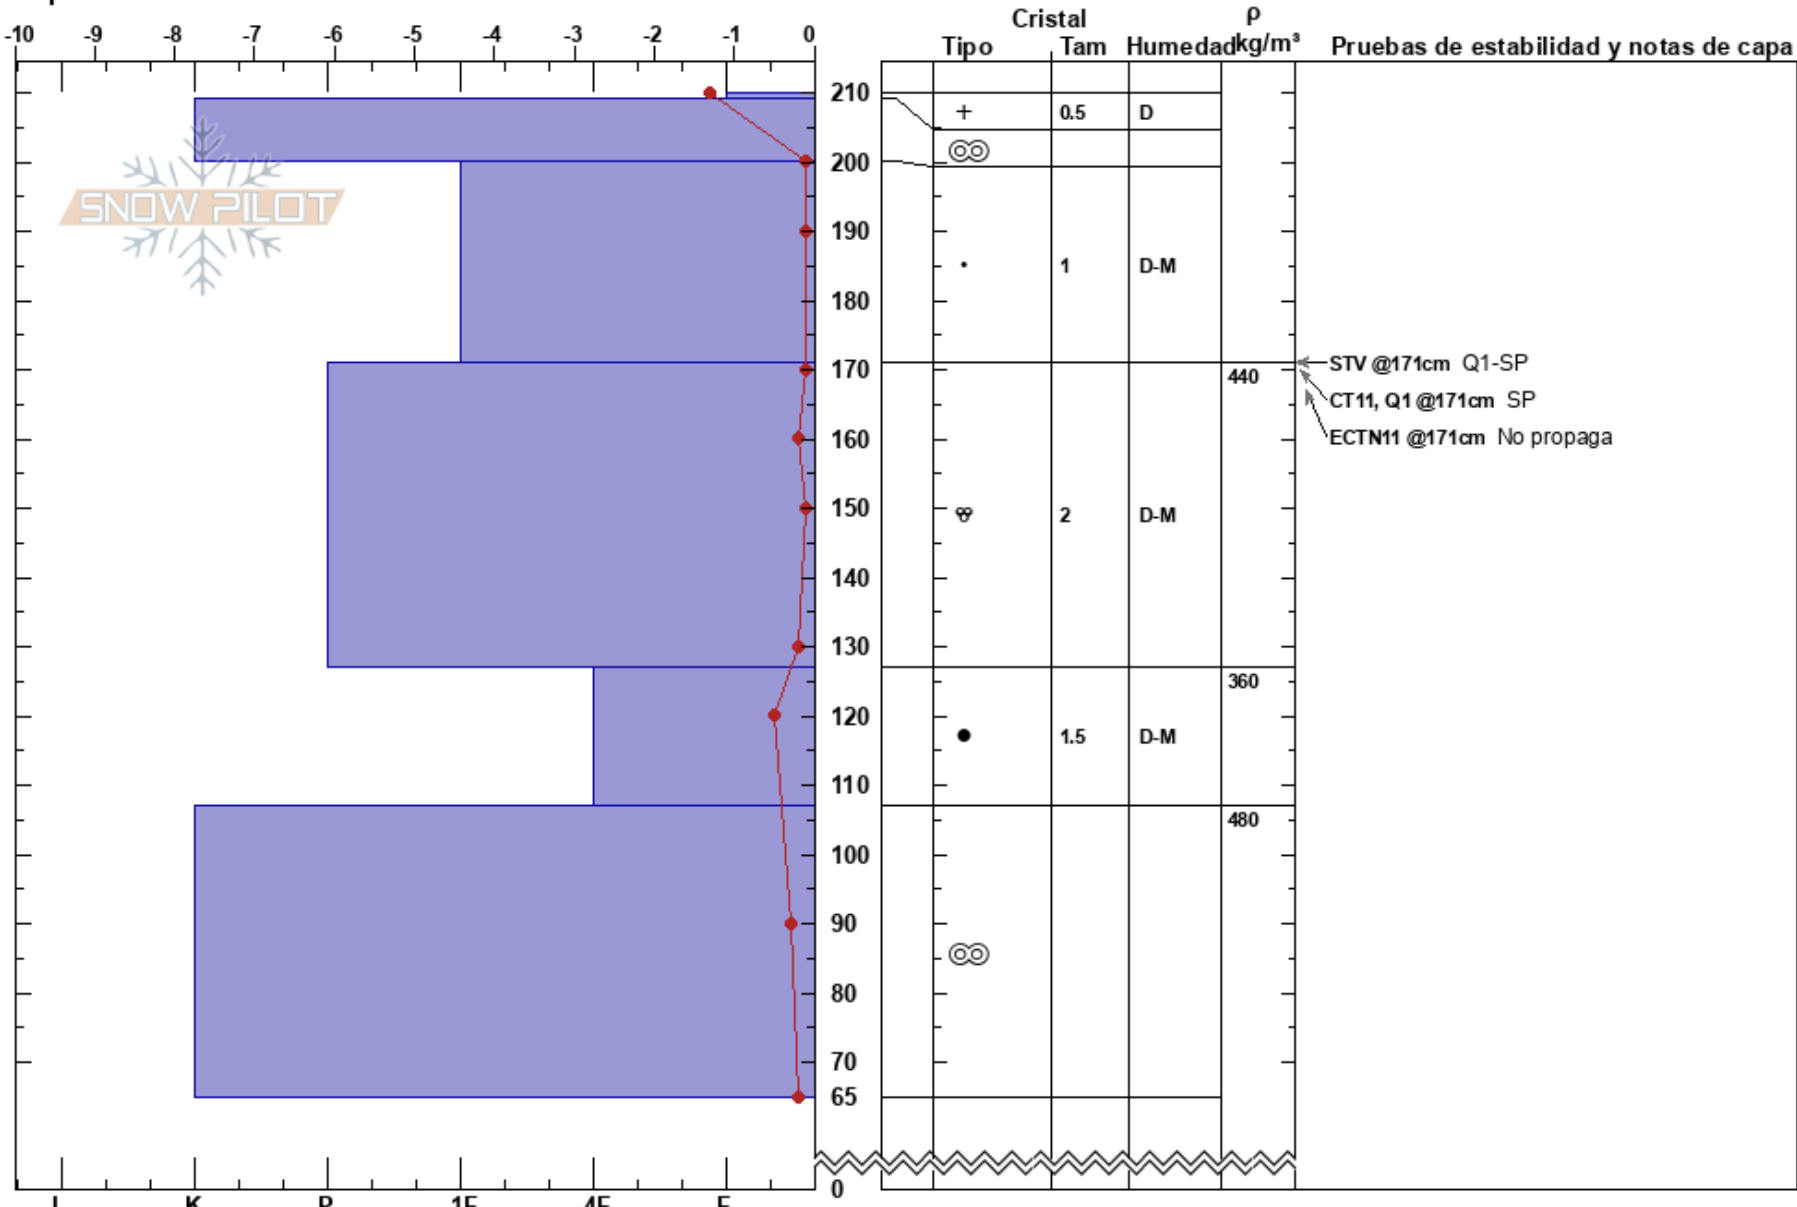 Cristal ρ
-10 -9 -8 -7 -6 -5 -4 -3 -2 -1 0 Tipo Tam Humedad kg/m³ Pruebas de estabilidad y notas de capa
210
+ 0.5 D
200
SNOW PILOT
190
1 D-M
180
170 STV @171cm Q1-SP
440
CT11, Q1 @171cm SP
160 ECTN11 @171cm No propaga
150
2 D-M
140
130
360
120
1.5 D-M
110
480
100
90
80
70
65
0
K 1F 4F F